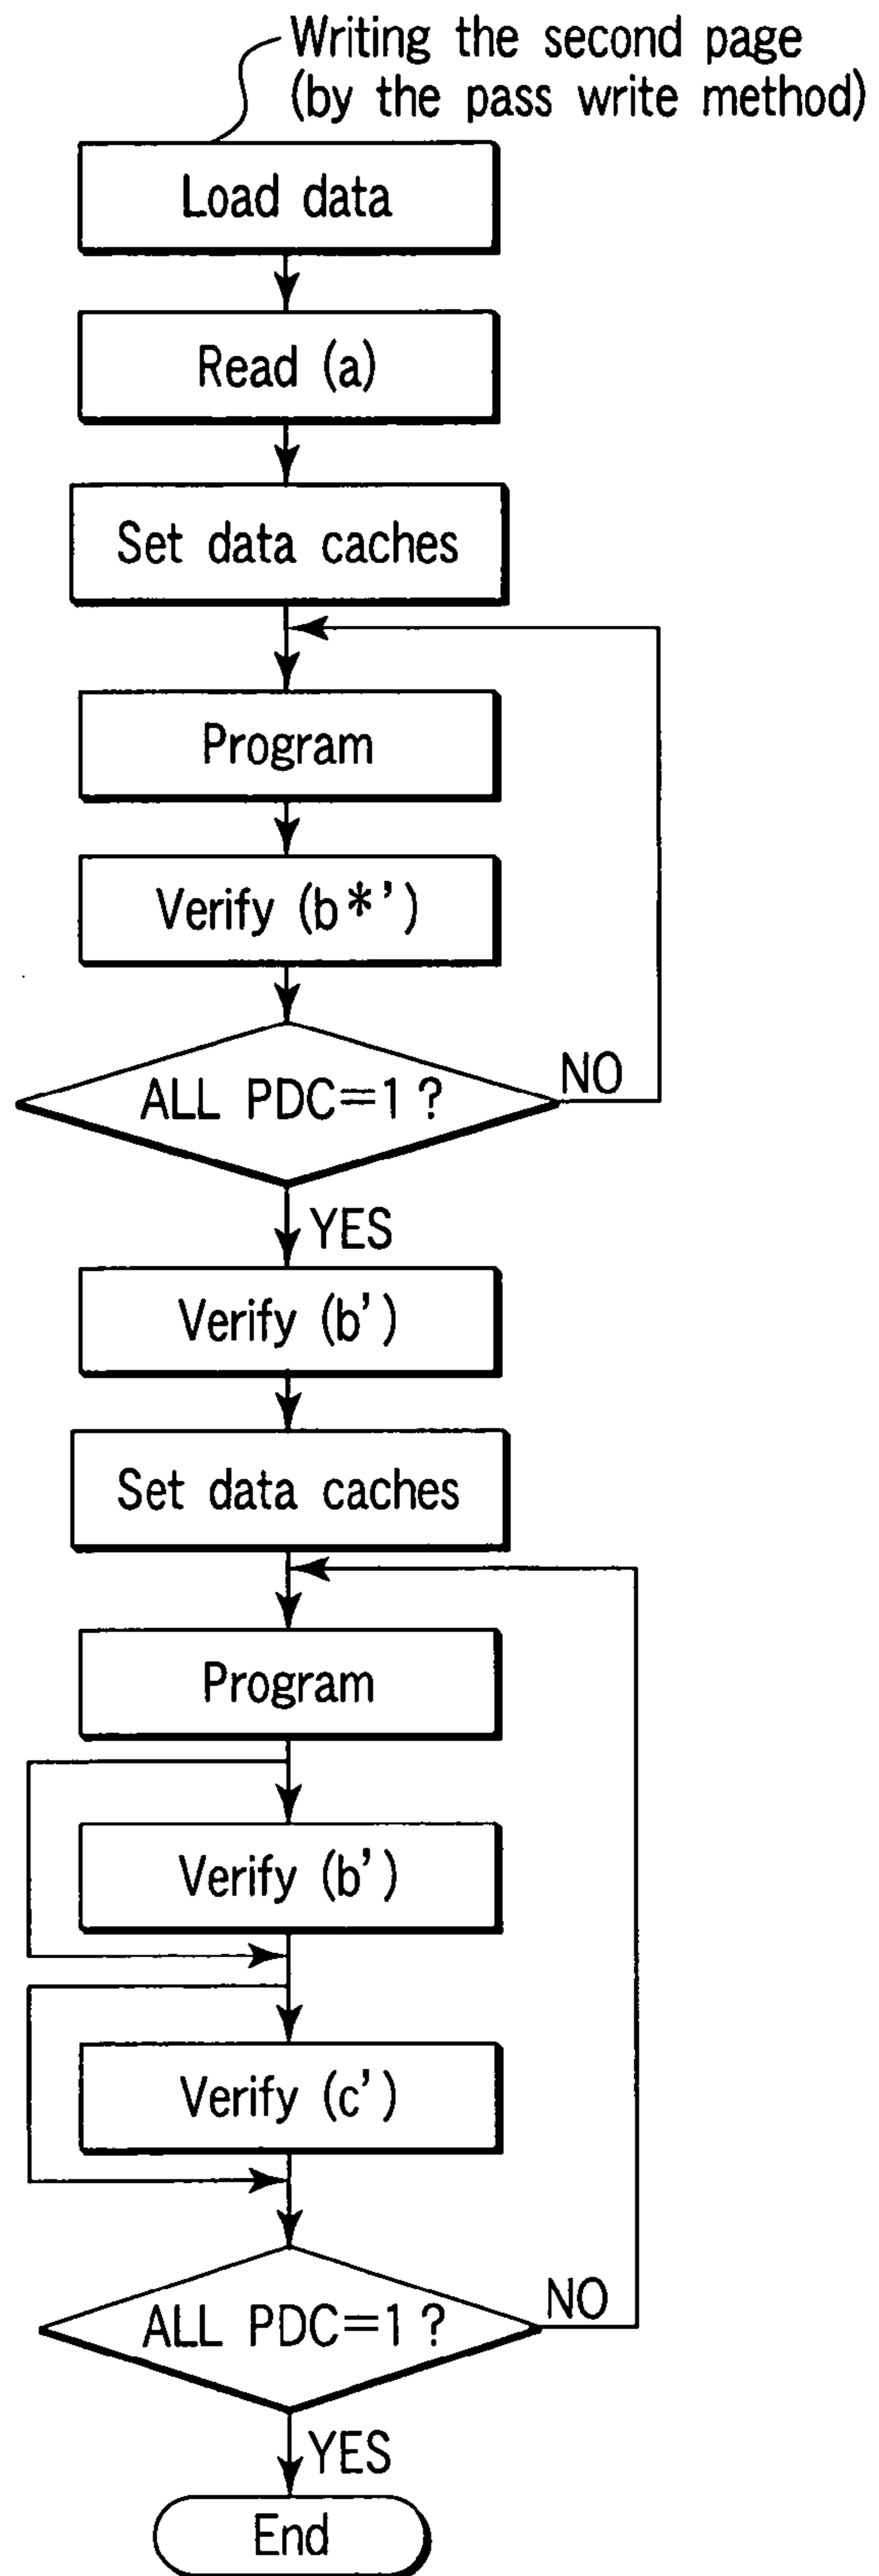 Writing the second page
(by the pass write method)
Load data
Read (a)
Set data caches
Program
Verify (b*')
ALL PDC=1?
NO
YES
Verify (b')
Set data caches
Program
Verify (b')
Verify (c')
ALL PDC=1?
NO
YES
End